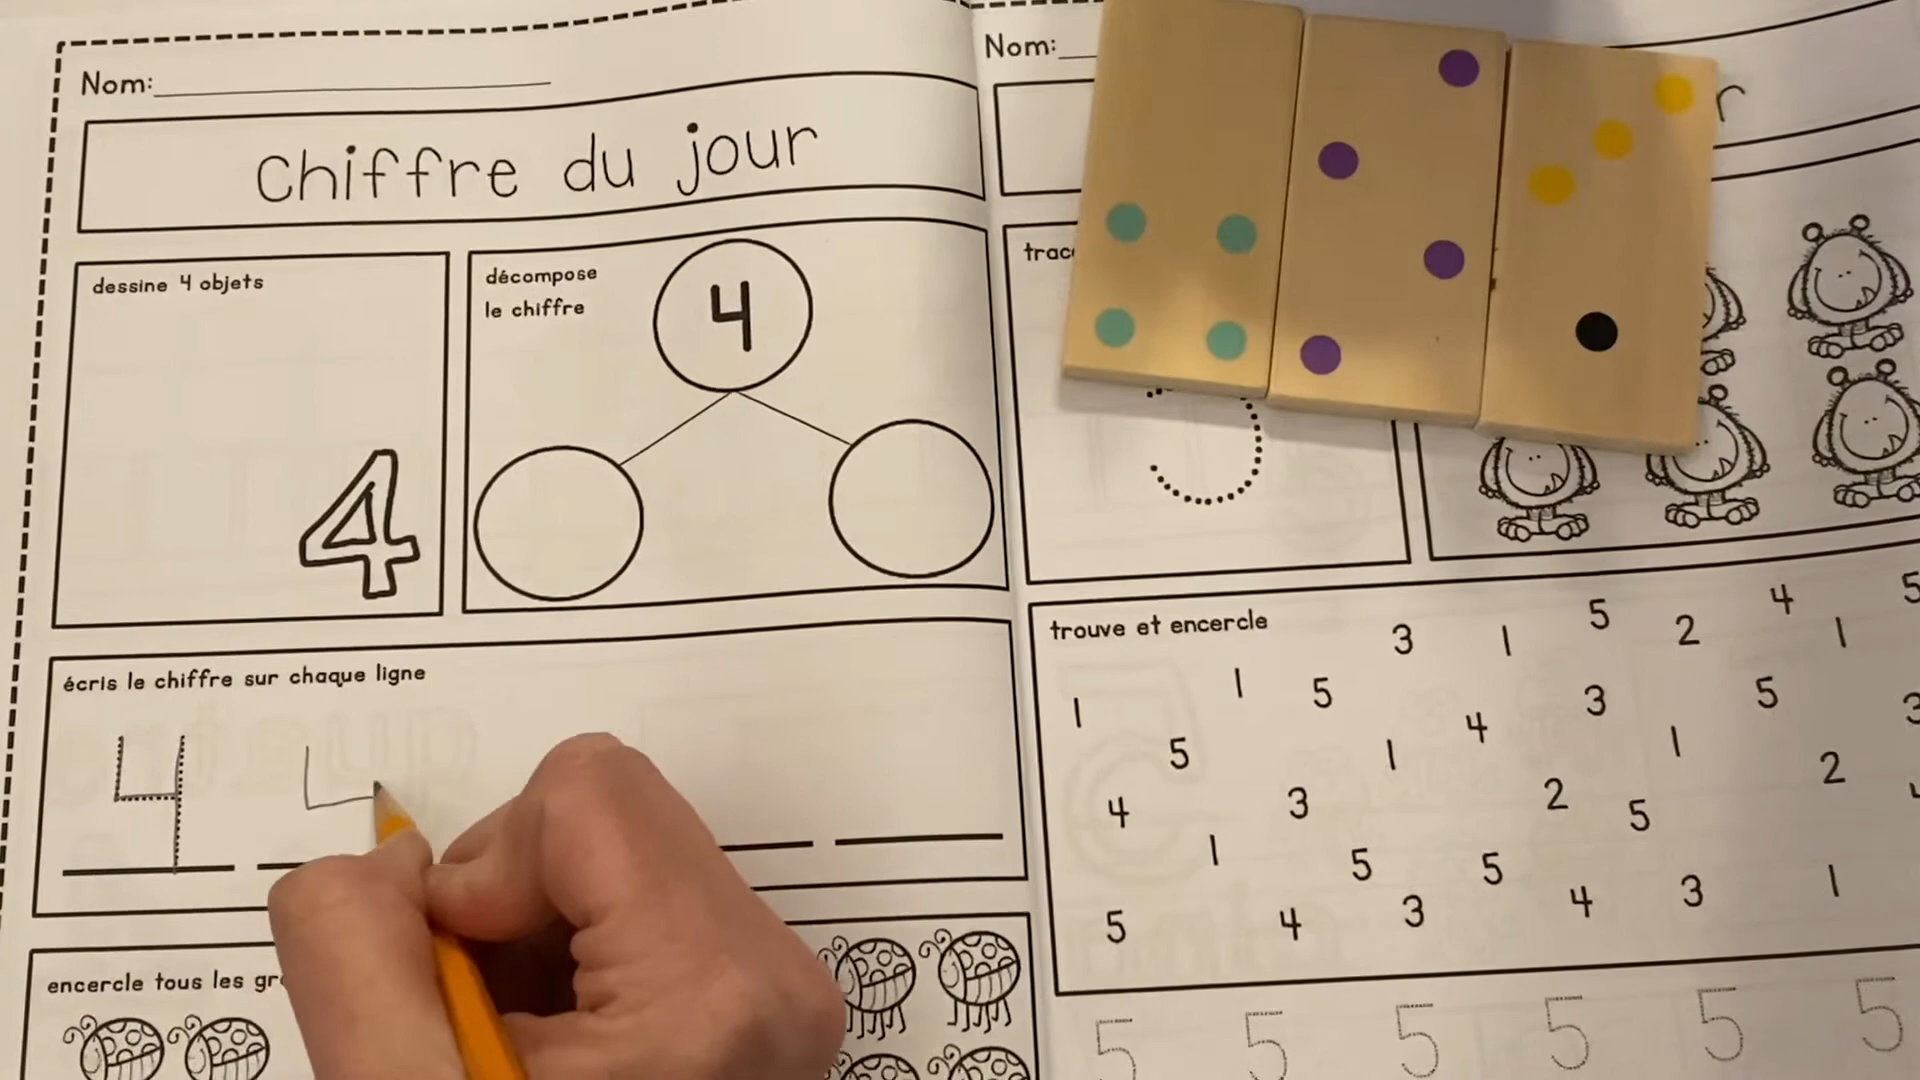 Nom:
Chiffre du jour
dessine 4 objets
4
décompose
le chiffre
4
écris le chiffre sur chaque ligne
4
encercle tous les
Nom:
r
trouve et encercle
3 1 5 2 4 5
1 1 5 3 5 1 3
5 1 4 1
4 3 2 5 2
1 5 5
5 4 3 4 3 1
5 5 5 5 5 5